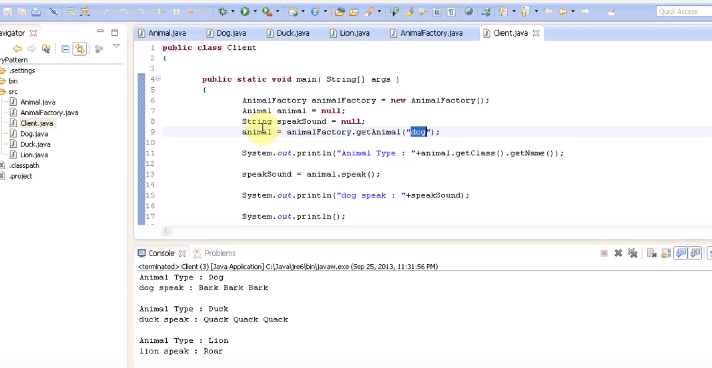 Quick Access
avigator
Animal.java
Dog.java
Duck.java
Lion.java
AnimalFactory.java
Client.java
ryPattern
.settings
bin
src
Animal.java
AnimalFactory.java
Client.java
Dog.java
Duck.java
Lion.java
.classpath
.project
1 public class Client
2 {
3
4 public static void main( String[] args )
5 {
6 AnimalFactory animalFactory = new AnimalFactory();
7 Animal animal = null;
8 String speakSound = null;
9 animal = animalFactory.getAnimal("dog");
10
11 System.out.println("Animal Type : "+animal.getClass().getName());
12
13 speakSound = animal.speak();
14
15 System.out.println("dog speak : "+speakSound);
16
17 System.out.println();
Console
Problems
<terminated> Client (3) [Java Application] C:\Java\jre6\bin\javaw.exe (Sep 25, 2013, 11:31:56 PM)
Animal Type : Dog
dog speak : Bark Bark Bark
Animal Type : Duck
duck speak : Quack Quack Quack
Animal Type : Lion
lion speak : Roar